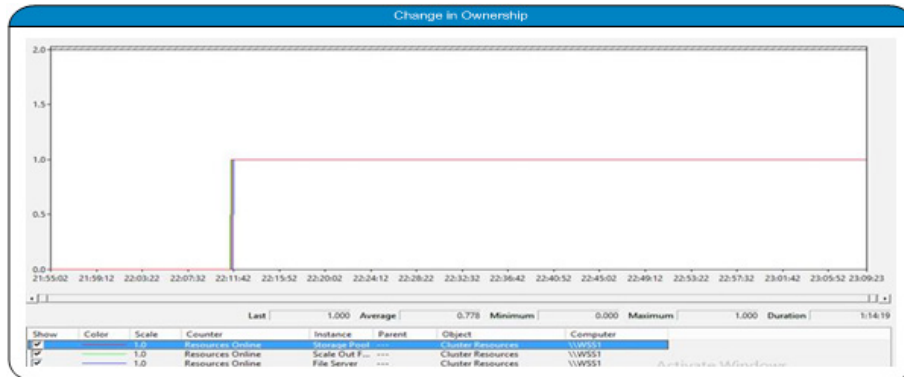 Change in Ownership
2.0
1.5
1.0
0.5
0.0
21:55:02 21:59:12 22:03:22 22:07:32 22:11:42 22:15:52 22:20:02 22:24:12 22:28:22 22:32:32 22:36:42 22:40:52 22:45:02 22:49:12 22:53:22 22:57:32 23:01:42 23:05:52 23:09:23
Last 1.000 Average 0.778 Minimum 0.000 Maximum 1.000 Duration 1:14:19
Show Color Scale Counter Instance Parent Object Computer
1.0 Resources Online Storage Pool --- Cluster Resources \\WSS1
1.0 Resources Online Scale Out F... --- Cluster Resources \\WSS1
1.0 Resources Online File Server --- Cluster Resources \\WSS1
Activate Windows